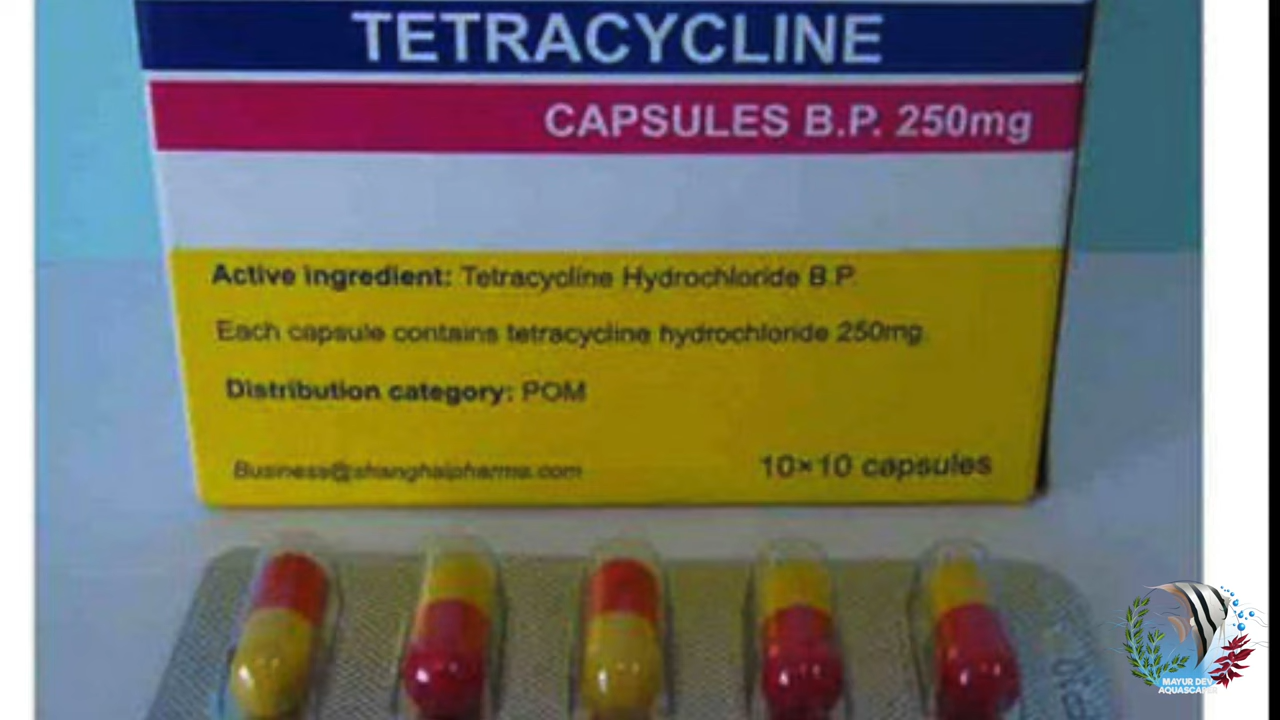 TETRACYCLINE
CAPSULES B.P. 250mg
Active ingredient: Tetracycline Hydrochloride B.P.
Each capsule contains tetracycline hydrochloride 250mg.
Distribution category: POM
Business@shanghaipharma.com
10×10 capsules
MAYUR DEV
AQUASCAPER